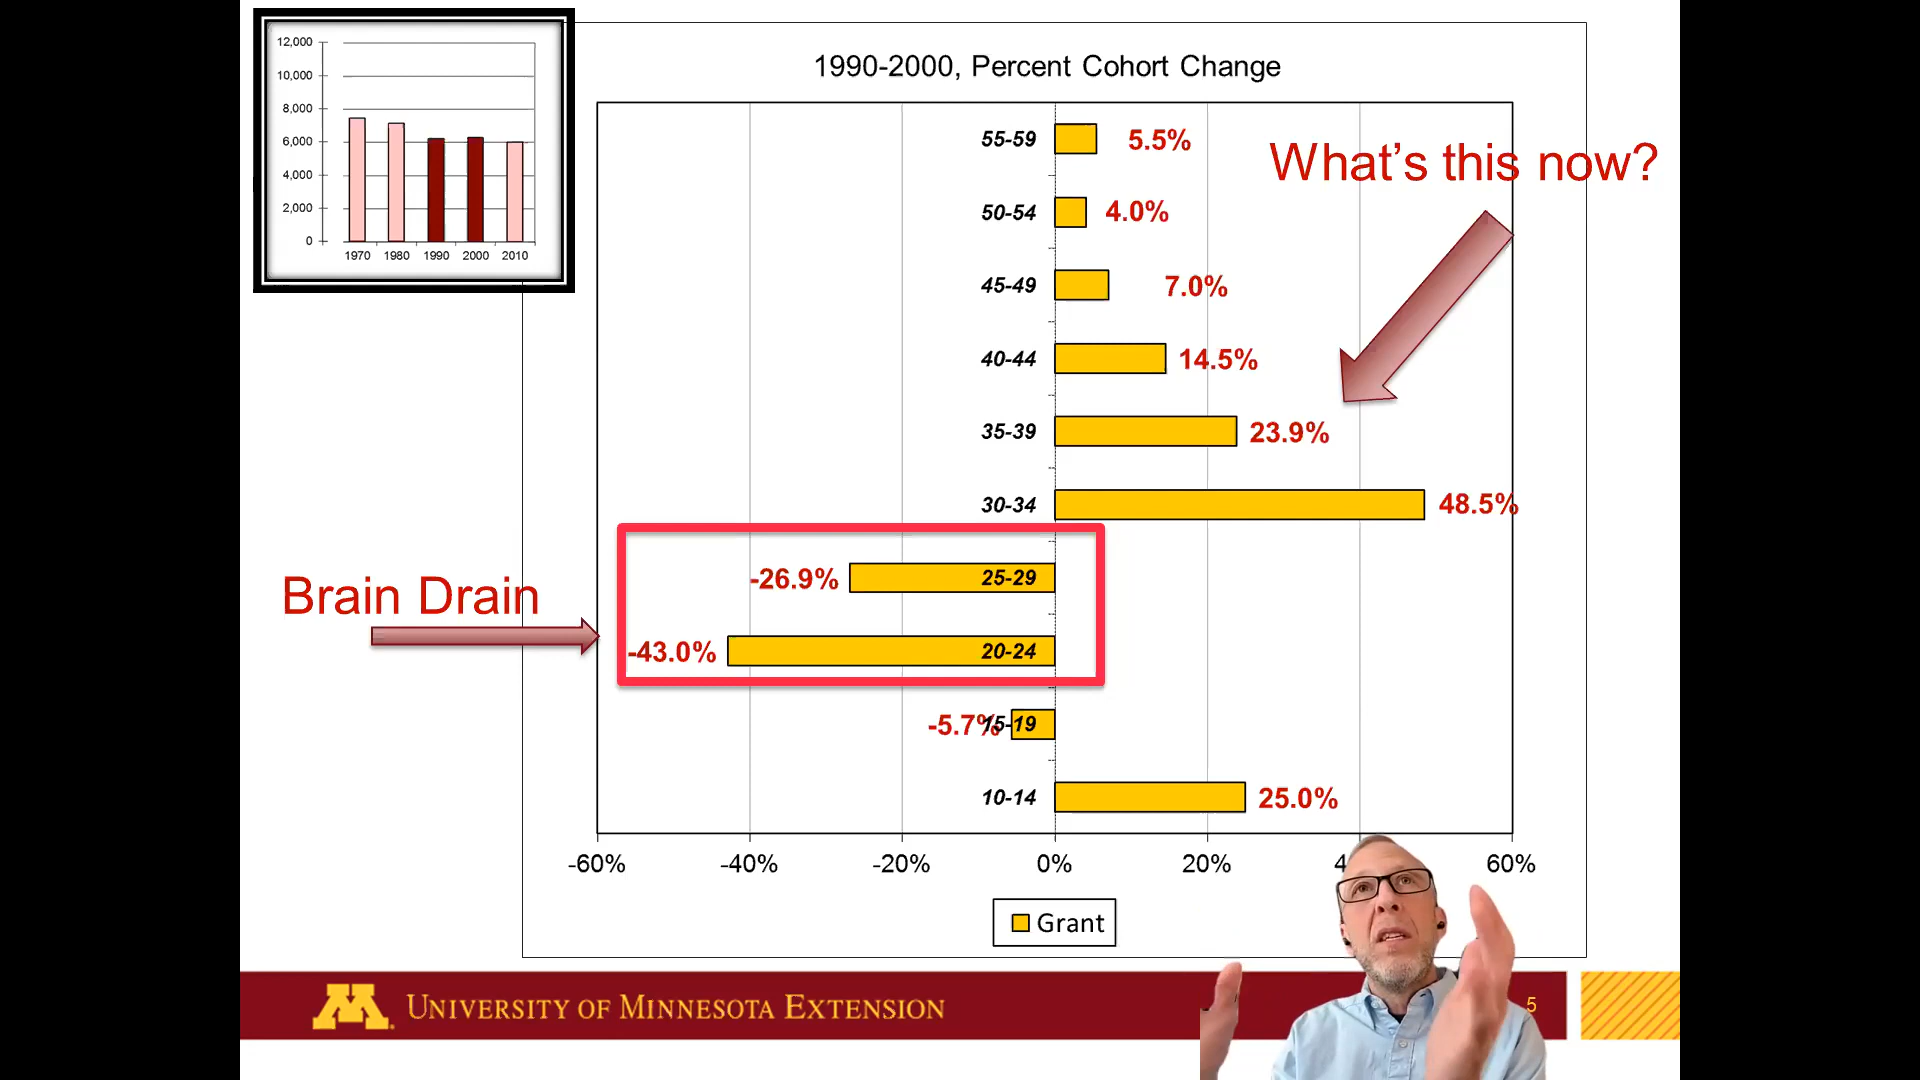 12,000
10,000
8,000
6,000
4,000
2,000
0
1970 1980 1990 2000 2010
1990-2000, Percent Cohort Change
55-59 5.5%
What's this now?
50-54 4.0%
45-49 7.0%
40-44 14.5%
35-39 23.9%
30-34 48.5%
-26.9% 25-29
Brain Drain
-43.0% 20-24
-5.7% 15-19
10-14 25.0%
-60% -40% -20% 0% 20% 4 60%
Grant
M
UNIVERSITY OF MINNESOTA EXTENSION
5